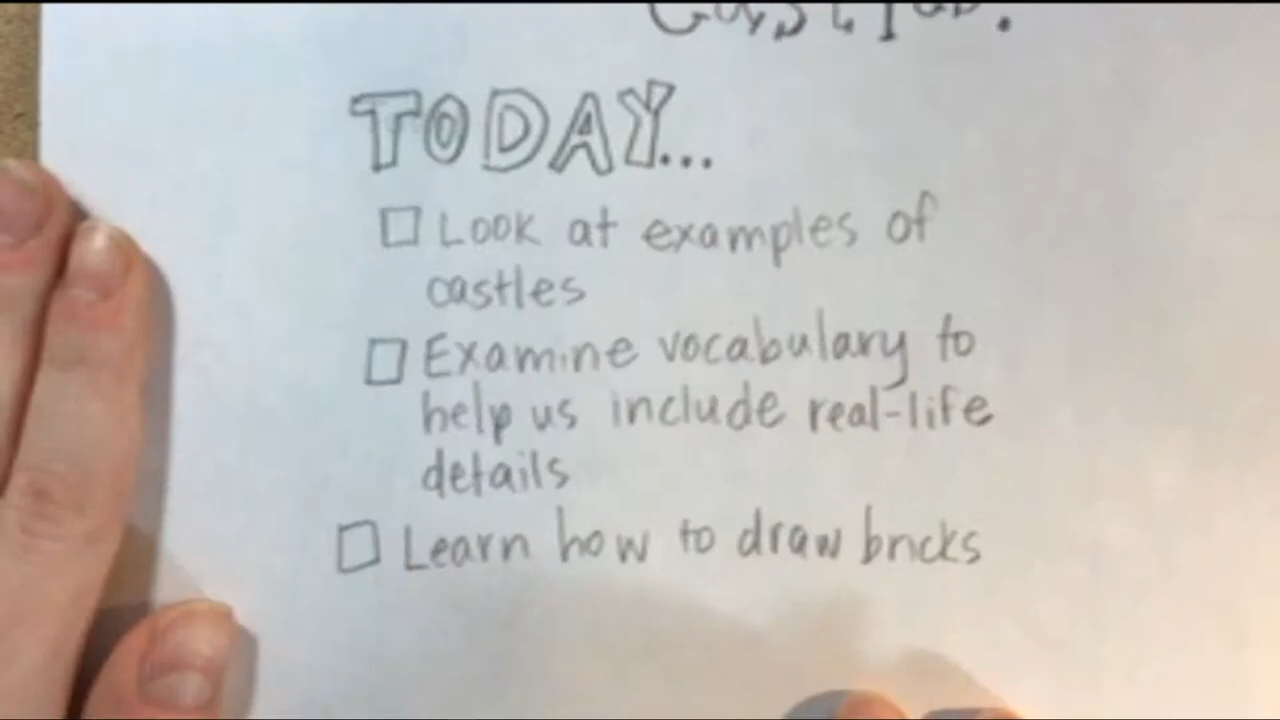 TODAY...
Look at examples of
castles
Examine vocabulary to
help us include real-life
details
Learn how to draw bricks